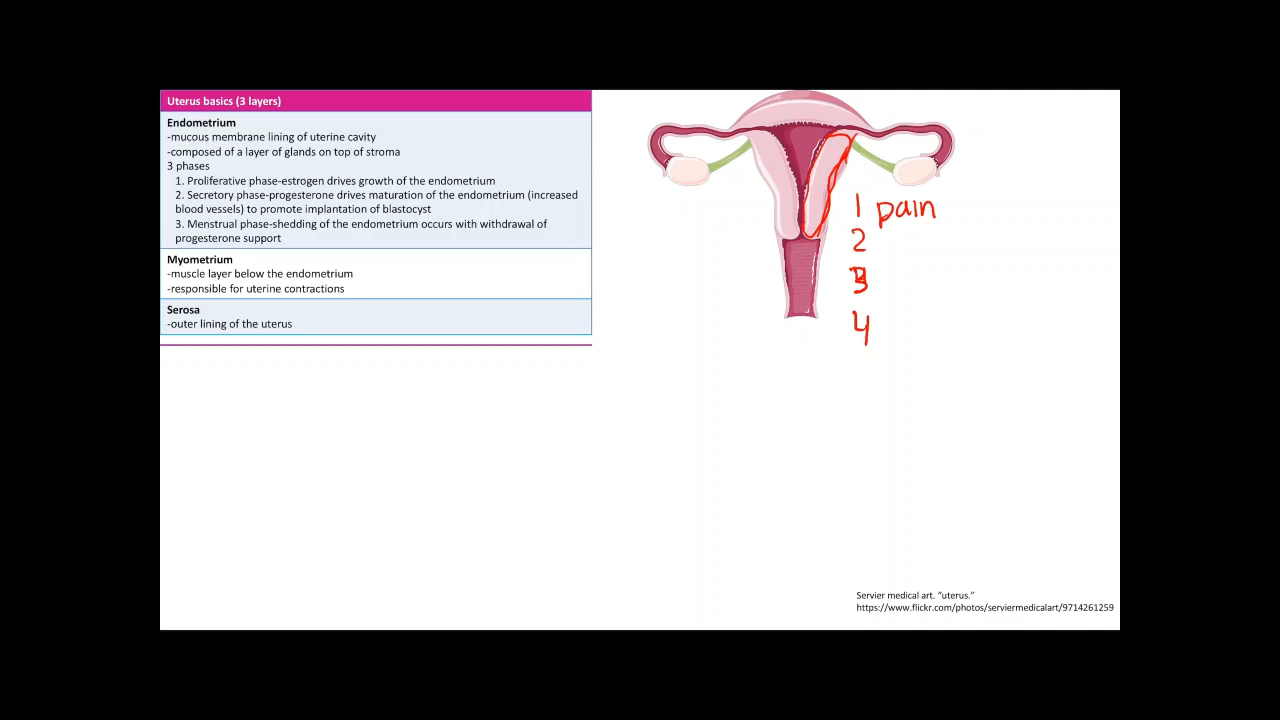 Uterus basics (3 layers)
Endometrium
-mucous membrane lining of uterine cavity
-composed of a layer of glands on top of stroma
3 phases
1. Proliferative phase-estrogen drives growth of the endometrium
2. Secretory phase-progesterone drives maturation of the endometrium (increased
blood vessels) to promote implantation of blastocyst
3. Menstrual phase-shedding of the endometrium occurs with withdrawal of
progesterone support
Myometrium
-muscle layer below the endometrium
-responsible for uterine contractions
Serosa
-outer lining of the uterus
1 pain
2
3
4
Servier medical art. “uterus.”
https://www.flickr.com/photos/serviermedicalart/9714261259